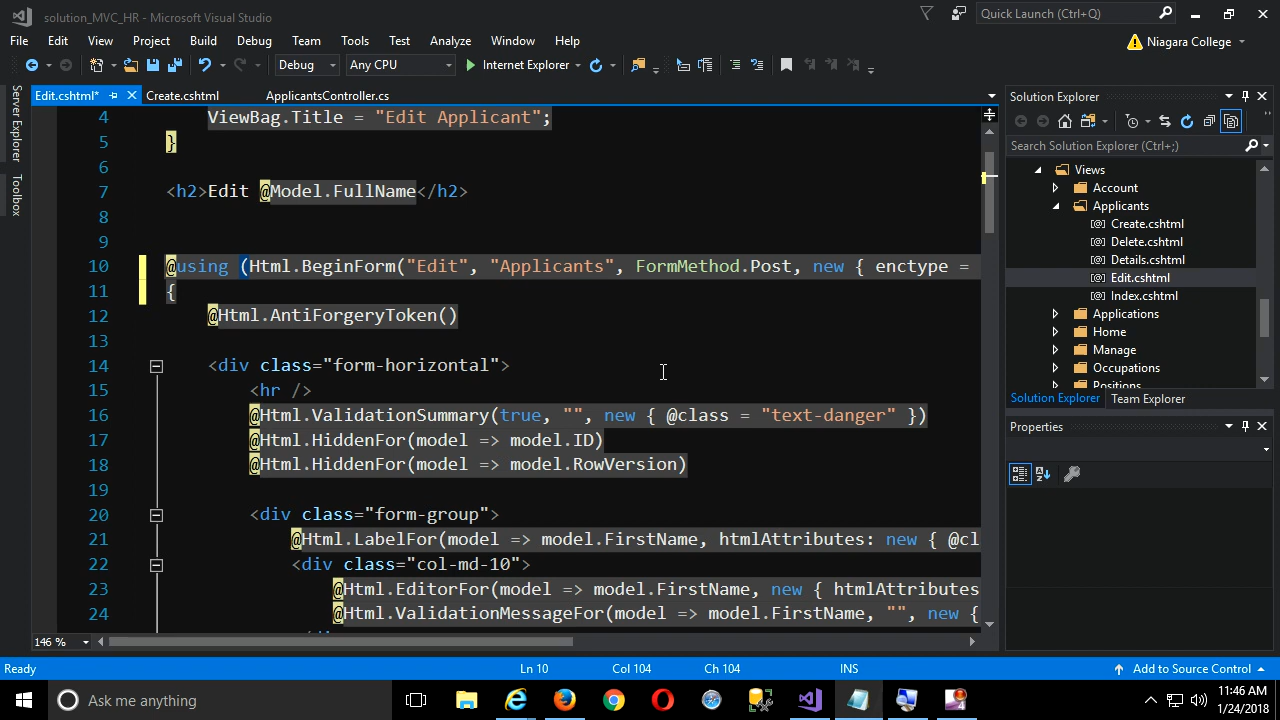 solution_MVC_HR - Microsoft Visual Studio
Quick Launch (Ctrl+Q)
File Edit View Project Build Debug Team Tools Test Analyze Window Help
Niagara College
Debug Any CPU Internet Explorer
Edit.cshtml* Create.cshtml ApplicantsController.cs
Server Explorer
Toolbox
4 ViewBag.Title = "Edit Applicant";
5 }
6
7 <h2>Edit @Model.FullName</h2>
8
9
10 @using (Html.BeginForm("Edit", "Applicants", FormMethod.Post, new { enctype =
11 {
12 @Html.AntiForgeryToken()
13
14 <div class="form-horizontal">
15 <hr />
16 @Html.ValidationSummary(true, "", new { @class = "text-danger" })
17 @Html.HiddenFor(model => model.ID)
18 @Html.HiddenFor(model => model.RowVersion)
19
20 <div class="form-group">
21 @Html.LabelFor(model => model.FirstName, htmlAttributes: new { @cl
22 <div class="col-md-10">
23 @Html.EditorFor(model => model.FirstName, new { htmlAttributes
24 @Html.ValidationMessageFor(model => model.FirstName, "", new {
146 %
Solution Explorer
Search Solution Explorer (Ctrl+;)
Views
Account
Applicants
Create.cshtml
Delete.cshtml
Details.cshtml
Edit.cshtml
Index.cshtml
Applications
Home
Manage
Occupations
Positions
Solution Explorer Team Explorer
Properties
Ready Ln 10 Col 104 Ch 104 INS Add to Source Control
Ask me anything
11:46 AM
1/24/2018